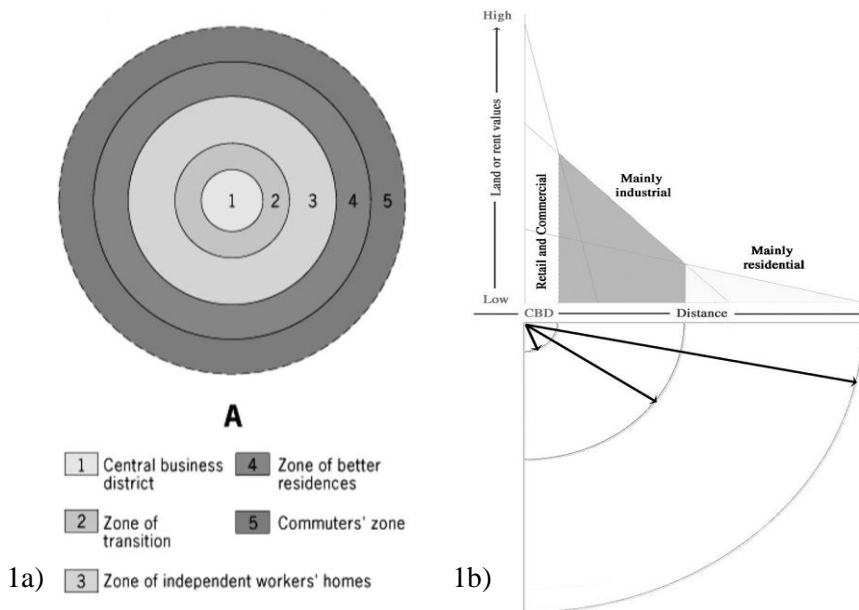 1
2
3
4
5
A
1 Central business
district
4 Zone of better
residences
2 Zone of
transition
5 Commuters' zone
3 Zone of independent workers' homes
1a)
High
Land or rent values
Low
Retail and Commercial
Mainly
industrial
Mainly
residential
CBD
Distance
1b)